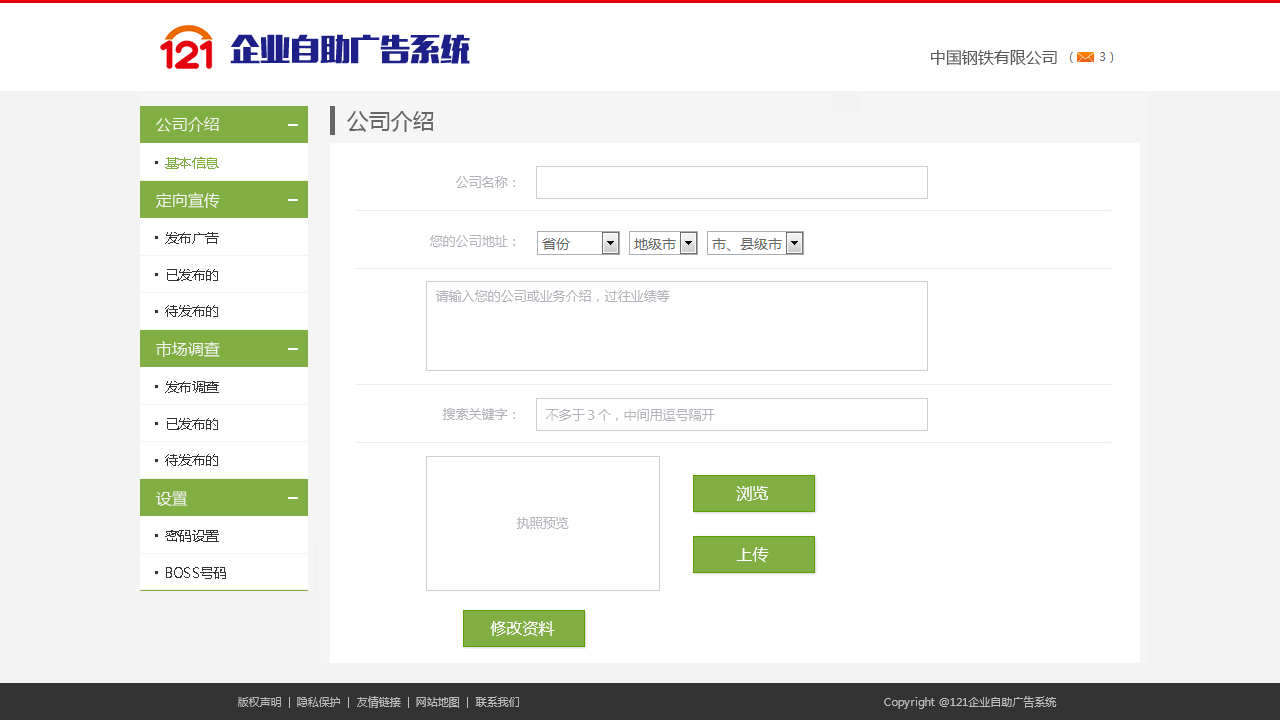 121 企业自助广告系统
中国钢铁有限公司 ( 3 )
公司介绍
基本信息
定向宣传
发布广告
已发布的
待发布的
市场调查
发布调查
已发布的
待发布的
设置
密码设置
BOSS号码
公司介绍
公司名称：
您的公司地址： 省份 地级市 市、县级市
请输入您的公司或业务介绍，过往业绩等
搜索关键字： 不多于３个，中间用逗号隔开
执照预览
浏览
上传
修改资料
版权声明 | 隐私保护 | 友情链接 | 网站地图 | 联系我们
Copyright @121企业自助广告系统